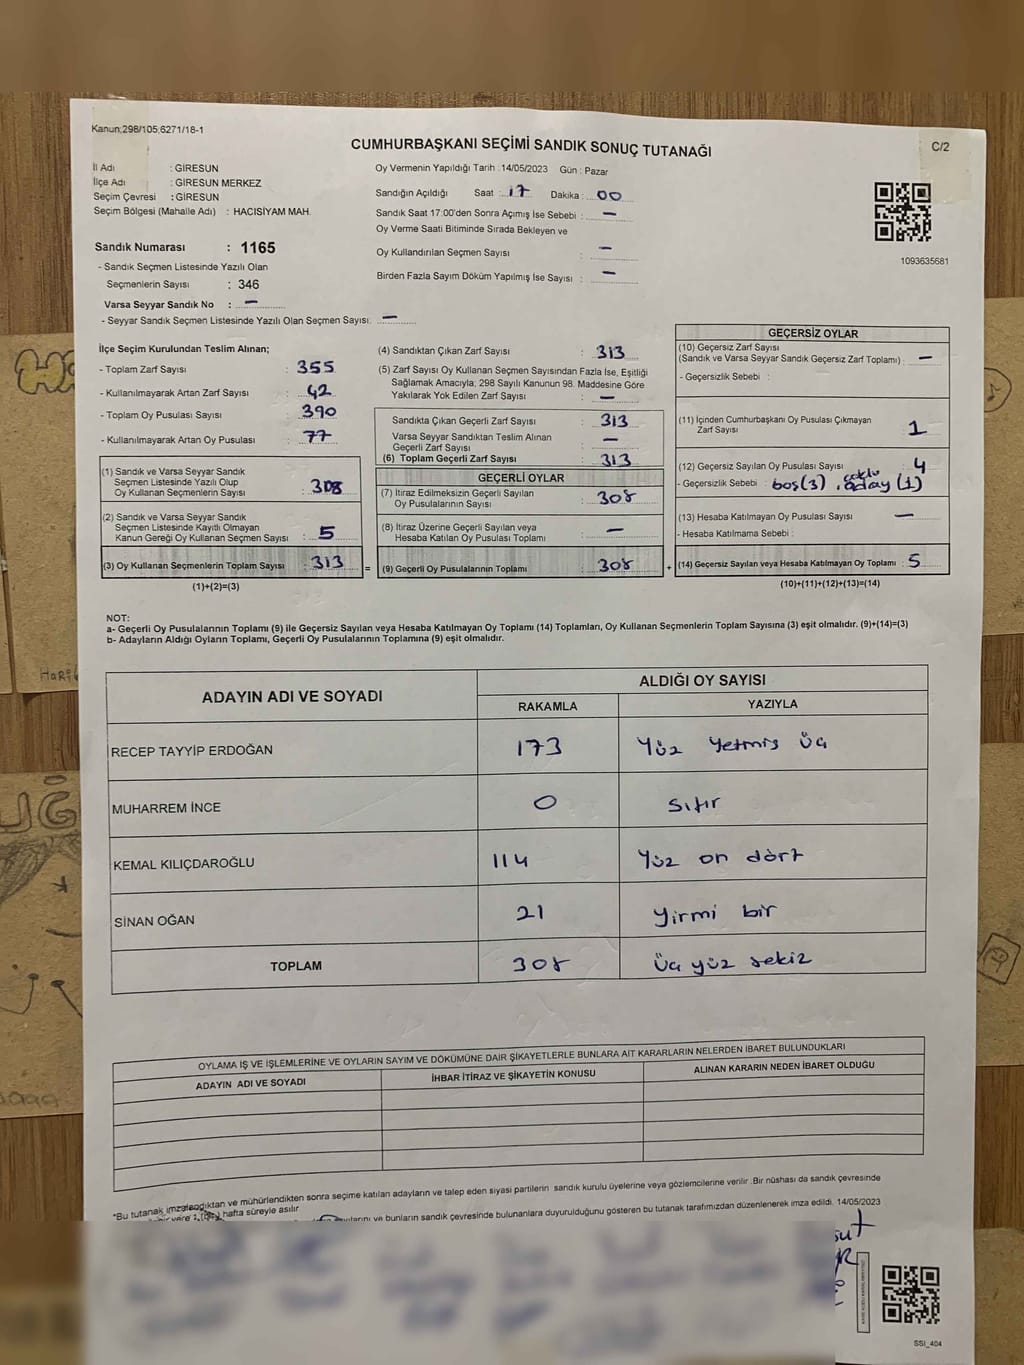 Kanun;298/105;6271/18-1
CUMHURBAŞKANI SEÇİMİ SANDIK SONUÇ TUTANAĞI
C/2
İl Adı : GİRESUN
İlçe Adı : GİRESUN MERKEZ
Seçim Çevresi : GİRESUN
Seçim Bölgesi (Mahalle Adı) : HACISİYAM MAH.
Sandık Numarası : 1165
- Sandık Seçmen Listesinde Yazılı Olan
Seçmenlerin Sayısı : 346
Varsa Seyyar Sandık No : —
- Seyyar Sandık Seçmen Listesinde Yazılı Olan Seçmen Sayısı: —
Oy Vermenin Yapıldığı Tarih : 14/05/2023 Gün : Pazar
Sandığın Açıldığı Saat : 17 Dakika : 00
Sandık Saat 17:00'den Sonra Açımış İse Sebebi : —
Oy Verme Saati Bitiminde Sırada Bekleyen ve
Oy Kullandırılan Seçmen Sayısı : —
Birden Fazla Sayım Döküm Yapılmış İse Sayısı : —
1093635681
İlçe Seçim Kurulundan Teslim Alınan;
- Toplam Zarf Sayısı : 355
- Kullanılmayarak Artan Zarf Sayısı : 42
- Toplam Oy Pusulası Sayısı : 390
- Kullanılmayarak Artan Oy Pusulası : 77
(1) Sandık ve Varsa Seyyar Sandık
Seçmen Listesinde Yazılı Olup
Oy Kullanan Seçmenlerin Sayısı : 308
(2) Sandık ve Varsa Seyyar Sandık
Seçmen Listesinde Kayıtlı Olmayan
Kanun Gereği Oy Kullanan Seçmen Sayısı : 5
(3) Oy Kullanan Seçmenlerin Toplam Sayısı : 313
(1)+(2)=(3)
(4) Sandıktan Çıkan Zarf Sayısı : 313
(5) Zarf Sayısı Oy Kullanan Seçmen Sayısından Fazla İse, Eşitliği
Sağlamak Amacıyla; 298 Sayılı Kanunun 98. Maddesine Göre
Yakılarak Yok Edilen Zarf Sayısı : —
Sandıkta Çıkan Geçerli Zarf Sayısı : 313
Varsa Seyyar Sandıktan Teslim Alınan
Geçerli Zarf Sayısı : —
(6) Toplam Geçerli Zarf Sayısı : 313
GEÇERLİ OYLAR
(7) İtiraz Edilmeksizin Geçerli Sayılan
Oy Pusulalarının Sayısı : 308
(8) İtiraz Üzerine Geçerli Sayılan veya
Hesaba Katılan Oy Pusulası Toplamı : —
= (9) Geçerli Oy Pusulalarının Toplamı : 308
GEÇERSİZ OYLAR
(10) Geçersiz Zarf Sayısı
(Sandık ve Varsa Seyyar Sandık Geçersiz Zarf Toplamı) : —
- Geçersizlik Sebebi :
(11) İçinden Cumhurbaşkanı Oy Pusulası Çıkmayan
Zarf Sayısı : 1
(12) Geçersiz Sayılan Oy Pusulası Sayısı : 4
- Geçersizlik Sebebi : boş(3), çoklu aday (1)
(13) Hesaba Katılmayan Oy Pusulası Sayısı : —
- Hesaba Katılmama Sebebi :
+ (14) Geçersiz Sayılan veya Hesaba Katılmayan Oy Toplamı : 5
(10)+(11)+(12)+(13)=(14)
NOT:
a- Geçerli Oy Pusulalarının Toplamı (9) ile Geçersiz Sayılan veya Hesaba Katılmayan Oy Toplamı (14) Toplamları, Oy Kullanan Seçmenlerin Toplam Sayısına (3) eşit olmalıdır. (9)+(14)=(3)
b- Adayların Aldığı Oyların Toplamı, Geçerli Oy Pusulalarının Toplamına (9) eşit olmalıdır.
ADAYIN ADI VE SOYADI ALDIĞI OY SAYISI
RAKAMLA YAZIYLA
RECEP TAYYİP ERDOĞAN 173 Yüz Yetmiş üç
MUHARREM İNCE 0 Sıfır
KEMAL KILIÇDAROĞLU 114 Yüz on dört
SİNAN OĞAN 21 Yirmi bir
TOPLAM 308 Üç yüz sekiz
OYLAMA İŞ VE İŞLEMLERİNE VE OYLARIN SAYIM VE DÖKÜMÜNE DAİR ŞİKAYETLERLE BUNLARA AİT KARARLARIN NELERDEN İBARET BULUNDUKLARI
ADAYIN ADI VE SOYADI İHBAR İTİRAZ VE ŞİKAYETİN KONUSU ALINAN KARARIN NEDEN İBARET OLDUĞU
*Bu tutanak imzalandıktan ve mühürlendikten sonra seçime katılan adayların ve talep eden siyasi partilerin sandık kurulu üyelerine veya gözlemcilerine verilir .Bir nüshası da sandık çevresinde
hafta süreyle asılır
ve bunların sandık çevresinde bulunanlara duyurulduğunu gösteren bu tutanak tarafımızdan düzenlenerek imza edildi. 14/05/2023
SSİ_404